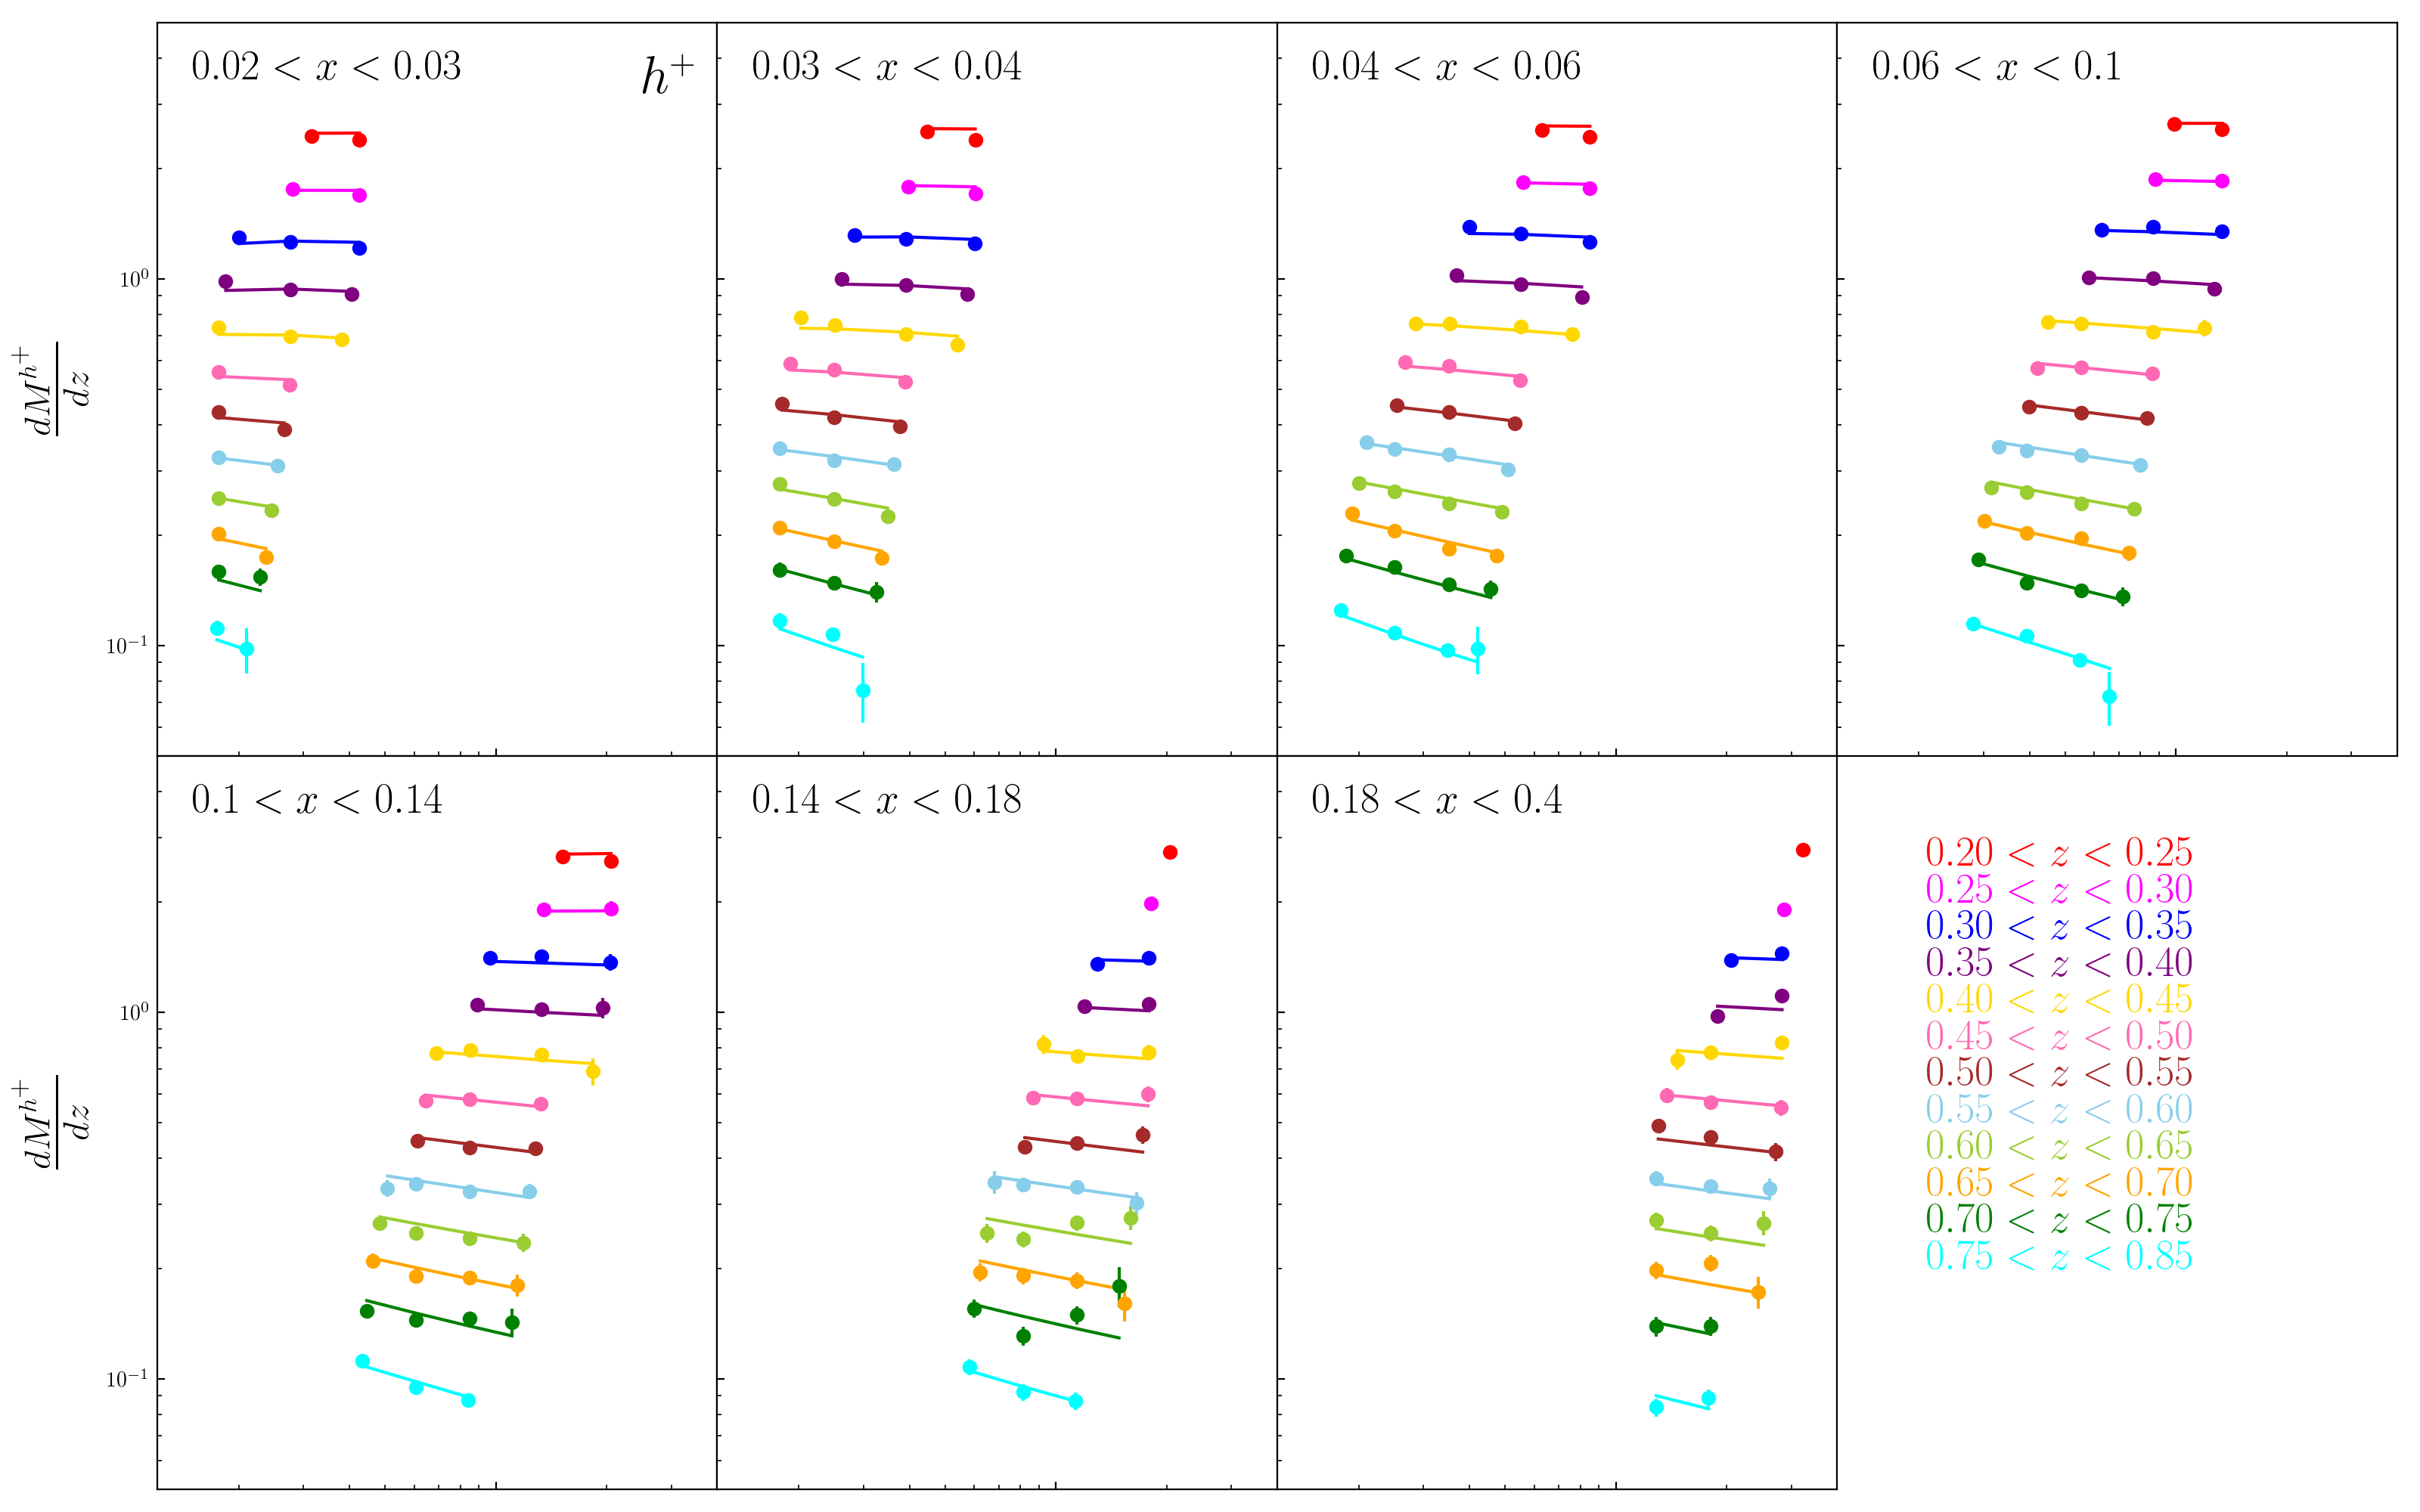 0.02 < x < 0.03
h⁺
0.03 < x < 0.04
0.04 < x < 0.06
0.06 < x < 0.1
10⁰
dM^{h⁺}
dz
10⁻¹
0.1 < x < 0.14
0.14 < x < 0.18
0.18 < x < 0.4
10⁰
dM^{h⁺}
dz
10⁻¹
0.20 < z < 0.25
0.25 < z < 0.30
0.30 < z < 0.35
0.35 < z < 0.40
0.40 < z < 0.45
0.45 < z < 0.50
0.50 < z < 0.55
0.55 < z < 0.60
0.60 < z < 0.65
0.65 < z < 0.70
0.70 < z < 0.75
0.75 < z < 0.85